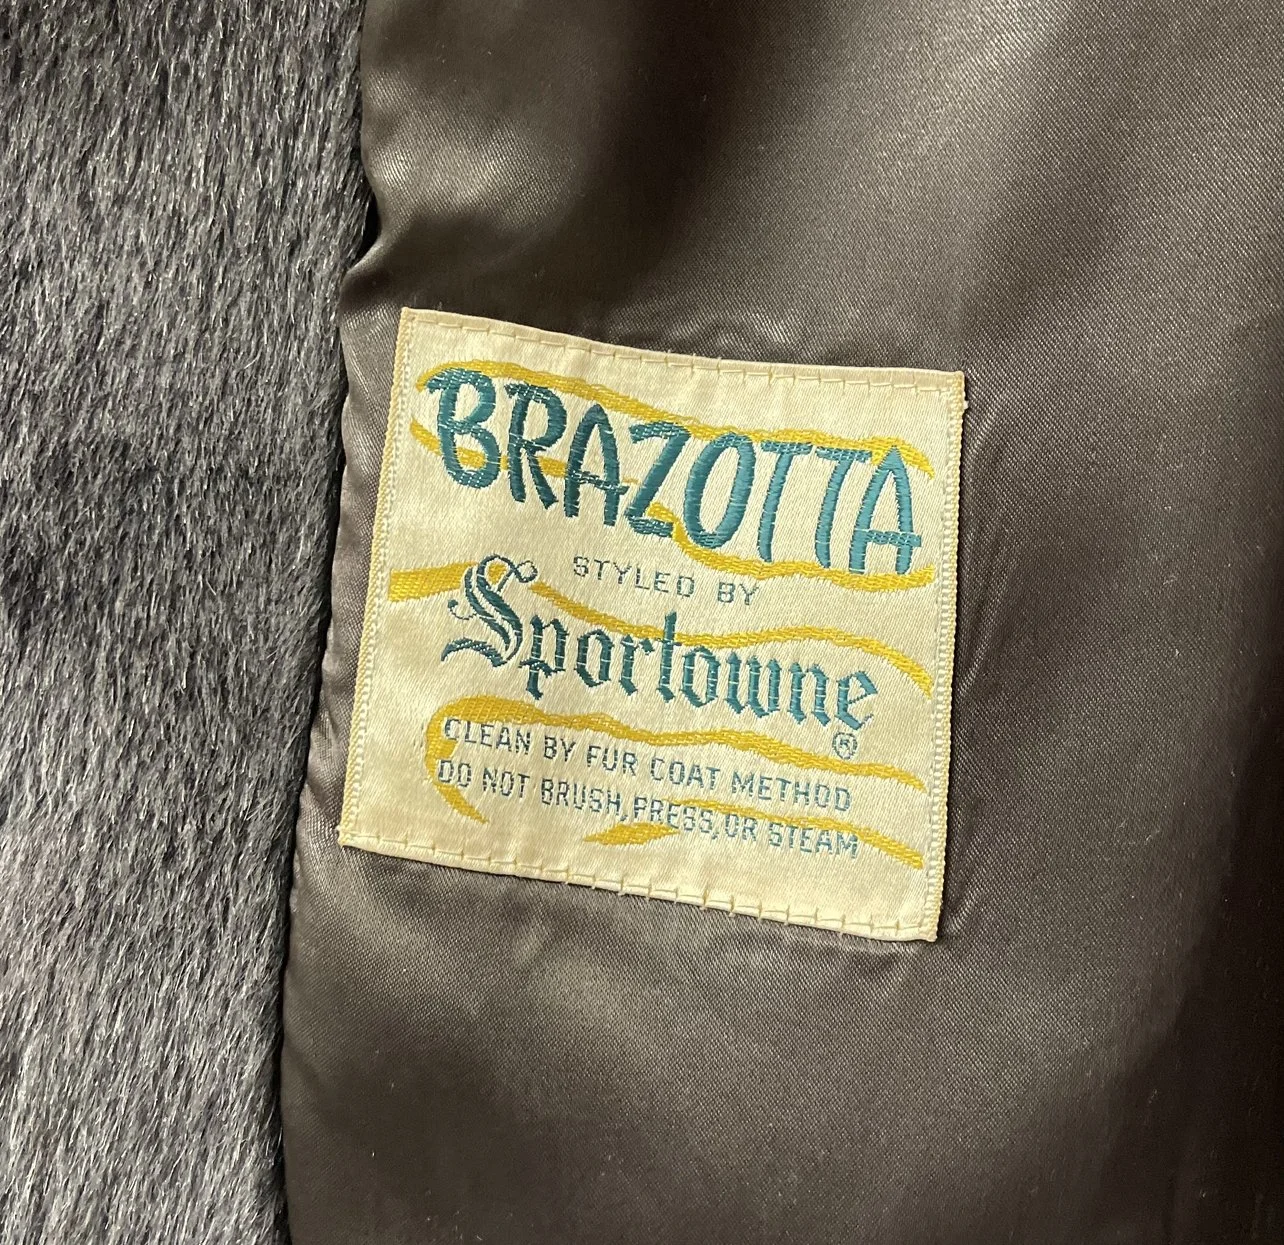 BRAZOTTA
STYLED BY
Sportowne
®
CLEAN BY FUR COAT METHOD
DO NOT BRUSH, PRESS, OR STEAM